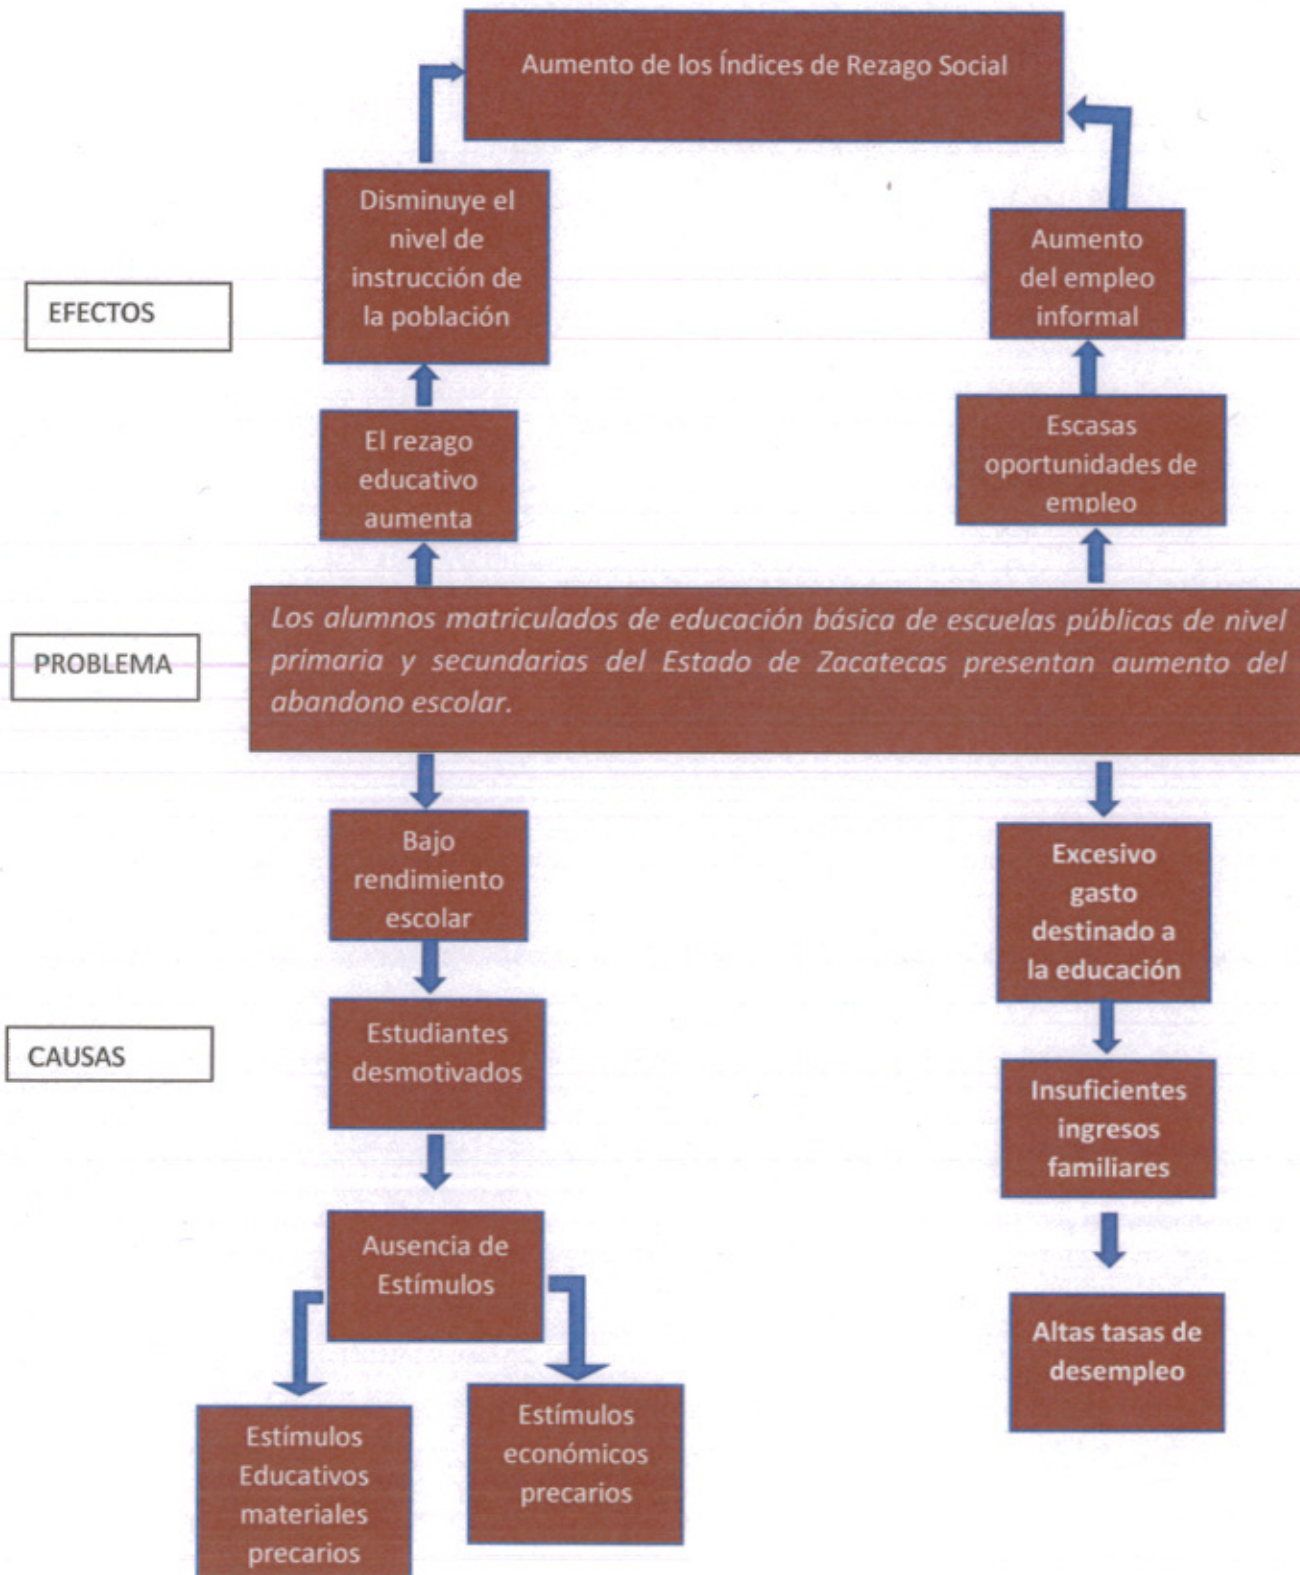 Aumento de los Índices de Rezago Social
Disminuye el
nivel de
instrucción de
la población
Aumento
del empleo
informal
EFECTOS
El rezago
educativo
aumenta
Escasas
oportunidades de
empleo
PROBLEMA
Los alumnos matriculados de educación básica de escuelas públicas de nivel
primaria y secundarias del Estado de Zacatecas presentan aumento del
abandono escolar.
Bajo
rendimiento
escolar
Excesivo
gasto
destinado a
la educación
CAUSAS
Estudiantes
desmotivados
Insuficientes
ingresos
familiares
Ausencia de
Estímulos
Altas tasas de
desempleo
Estímulos
Educativos
materiales
precarios
Estímulos
económicos
precarios